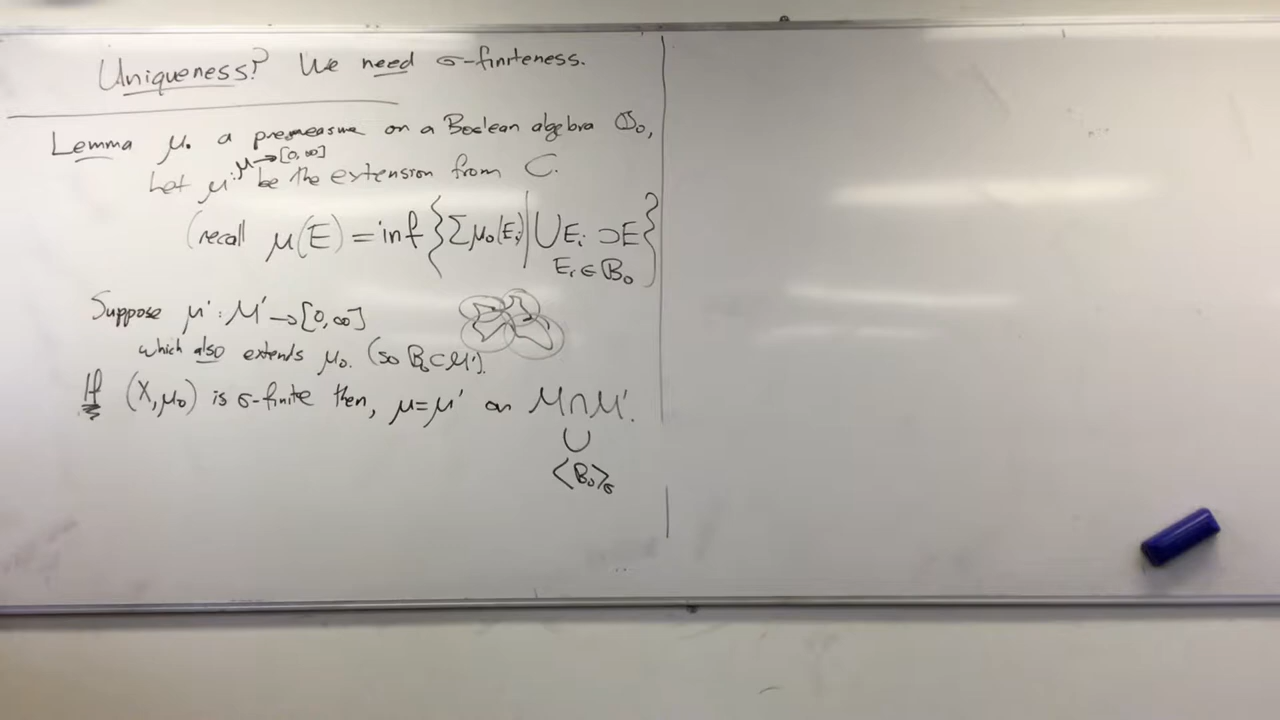 Uniqueness? We need σ-finiteness.
Lemma μ₀ a premeasure on a Boolean algebra B₀,
Let μ: M → [0,∞] be the extension from C.
(recall μ(E) = inf { Σμ₀(Eᵢ) | ∪Eᵢ ⊃ E }
Eᵢ ∈ B₀
Suppose μ' : M' → [0,∞]
which also extends μ₀. (so B₀ ⊂ M').
If (X, μ₀) is σ-finite then, μ = μ' on M ∩ M'.
∪
⟨B₀⟩σ